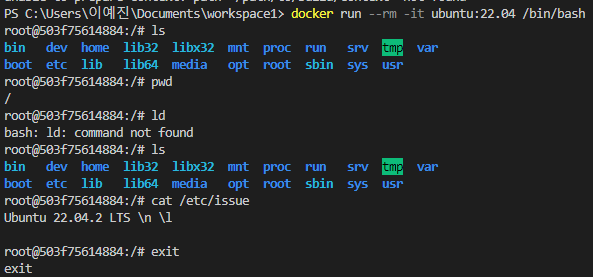 PS C:\Users\이예진\Documents\workspace1> docker run --rm -it ubuntu:22.04 /bin/bash
root@503f75614884:/# ls
bin dev home lib32 libx32 mnt proc run srv tmp var
boot etc lib lib64 media opt root sbin sys usr
root@503f75614884:/# pwd
/
root@503f75614884:/# ld
bash: ld: command not found
root@503f75614884:/# ls
bin dev home lib32 libx32 mnt proc run srv tmp var
boot etc lib lib64 media opt root sbin sys usr
root@503f75614884:/# cat /etc/issue
Ubuntu 22.04.2 LTS \n \l
root@503f75614884:/# exit
exit